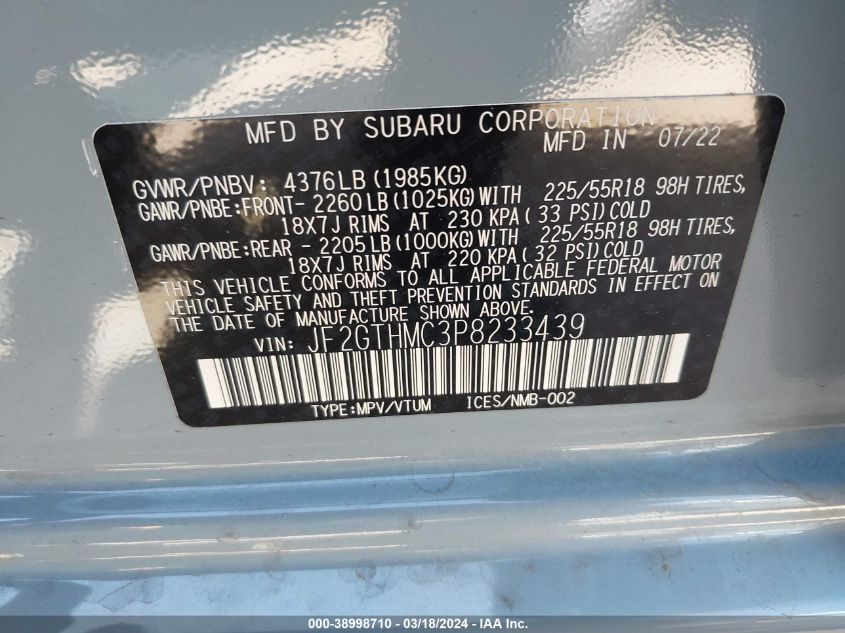 MFD BY SUBARU CORPORATION
MFD IN 07/22
GVWR/PNBV: 4376LB(1985KG)
GAWR/PNBE:FRONT- 2260LB(1025KG)WITH 225/55R18 98H TIRES,
18X7J RIMS AT 230 KPA( 33 PSI)COLD
GAWR/PNBE:REAR - 2205LB(1000KG)WITH 225/55R18 98H TIRES,
18X7J RIMS AT 220 KPA( 32 PSI)COLD
THIS VEHICLE CONFORMS TO ALL APPLICABLE FEDERAL MOTOR
VEHICLE SAFETY AND THEFT PREVENTION STANDARDS IN EFFECT ON
THE DATE OF MANUFACTURE SHOWN ABOVE.
VIN: JF2GTHMC3P8233439
TYPE:MPV/VTUM ICES/NMB-002
000-38998710 - 03/18/2024 - IAA Inc.